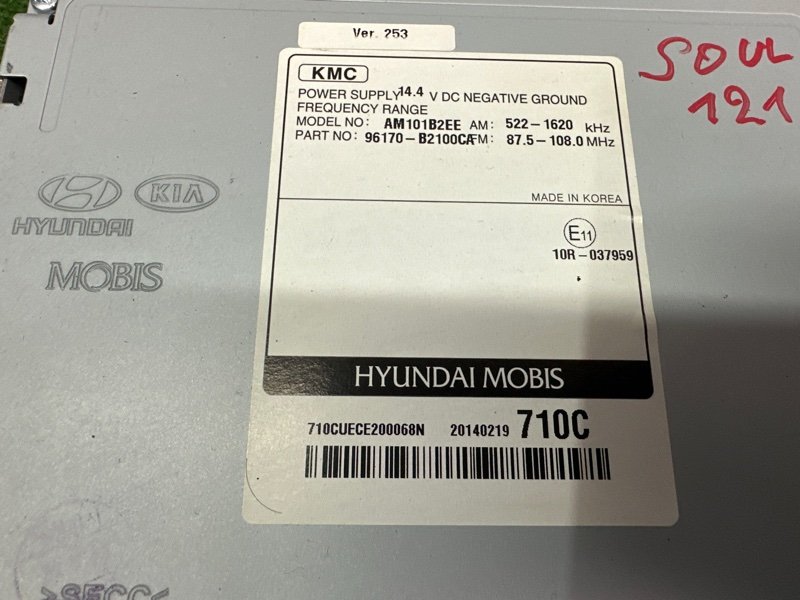 Ver. 253
SOUL
121
KMC
POWER SUPPLY 14.4 V DC NEGATIVE GROUND
FREQUENCY RANGE
MODEL NO: AM101B2EE AM: 522-1620 kHz
PART NO: 96170-B2100CA FM: 87.5-108.0 MHz
MADE IN KOREA
E11
10R-037959
HYUNDAI KIA
MOBIS
HYUNDAI MOBIS
710CUECE200068N 20140219 710C
>SECC<